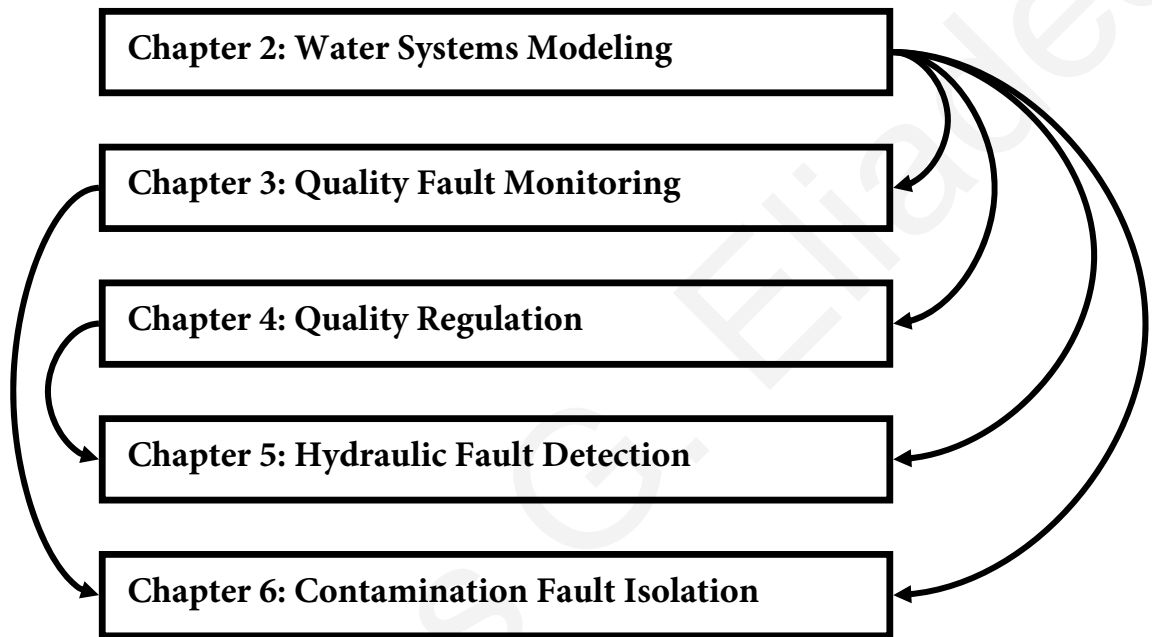 Chapter 2: Water Systems Modeling
Chapter 3: Quality Fault Monitoring
Chapter 4: Quality Regulation
Chapter 5: Hydraulic Fault Detection
Chapter 6: Contamination Fault Isolation